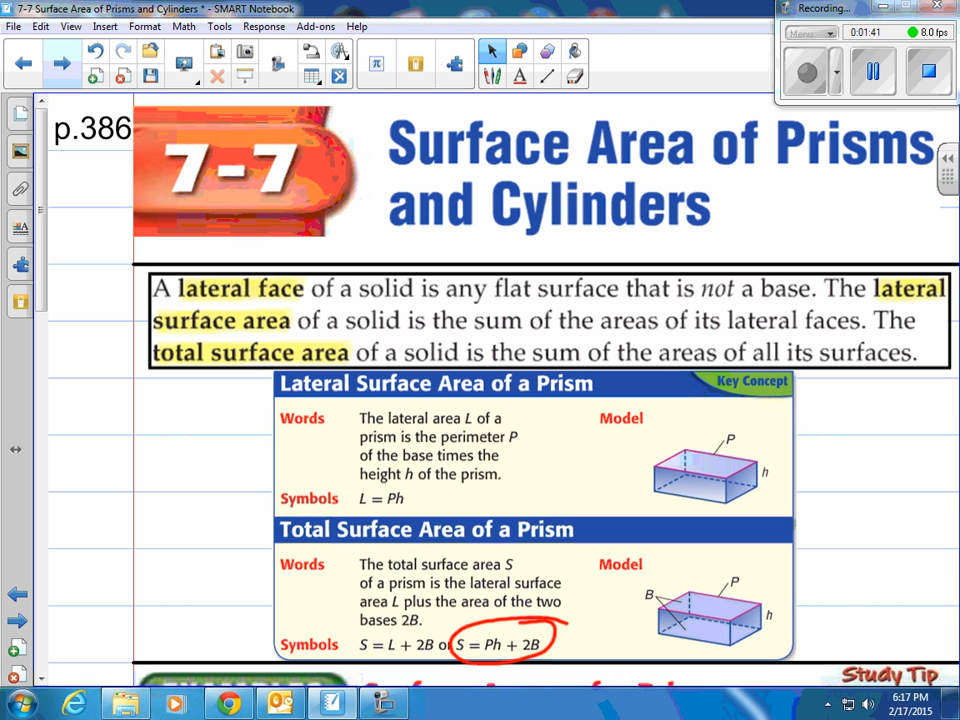 7-7 Surface Area of Prisms and Cylinders * - SMART Notebook
Recording...
File Edit View Insert Format Math Tools Response Add-ons Help
Menu 0:01:41 8.0 fps
p.386
7-7
Surface Area of Prisms
and Cylinders
A lateral face of a solid is any flat surface that is not a base. The lateral
surface area of a solid is the sum of the areas of its lateral faces. The
total surface area of a solid is the sum of the areas of all its surfaces.
Lateral Surface Area of a Prism
Key Concept
Words
The lateral area L of a
prism is the perimeter P
of the base times the
height h of the prism.
Model
P
h
Symbols L = Ph
Total Surface Area of a Prism
Words
The total surface area S
of a prism is the lateral surface
area L plus the area of the two
bases 2B.
Model
B
P
h
Symbols S = L + 2B or S = Ph + 2B
Study Tip
6:17 PM
2/17/2015